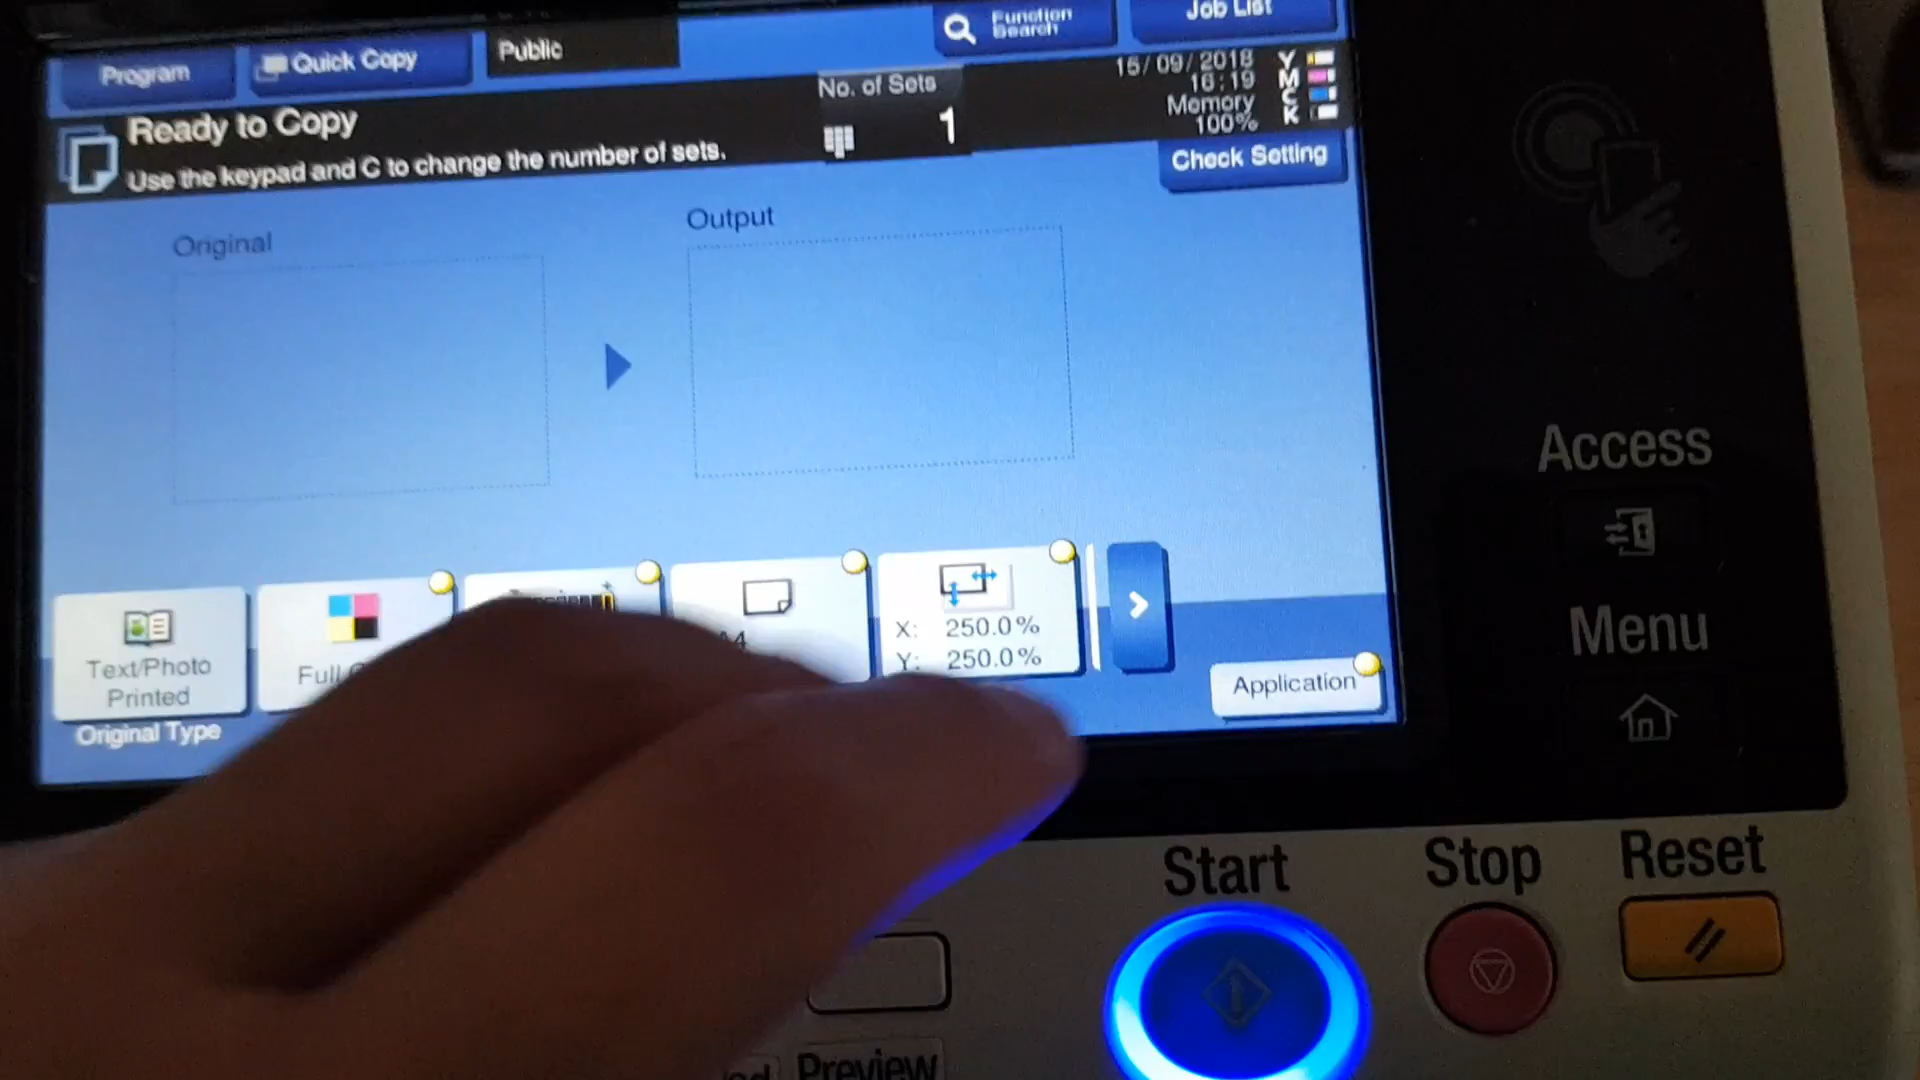 Program
Quick Copy
Public
Function
Search
Job List
Ready to Copy
Use the keypad and C to change the number of sets.
No. of Sets
1
15/09/2018
16:19
Memory
100%
Y
M
C
K
Check Setting
Original
Output
Text/Photo
Printed
Original Type
Full
X: 250.0%
Y: 250.0%
Application
Access
Menu
Start
Stop
Reset
Preview